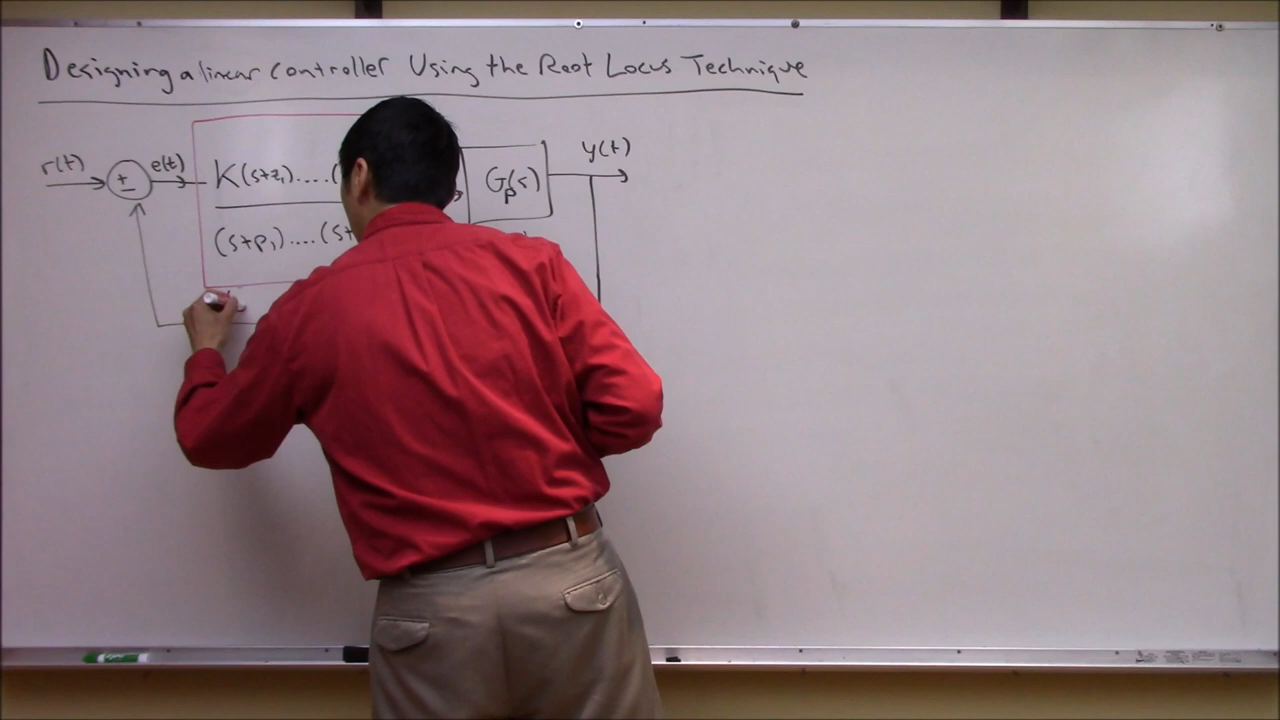 Designing a linear controller Using the Root Locus Technique
r(t) + - e(t) K(s+z₁)....( Gp(s) y(t)
(s+p₁)....(s+